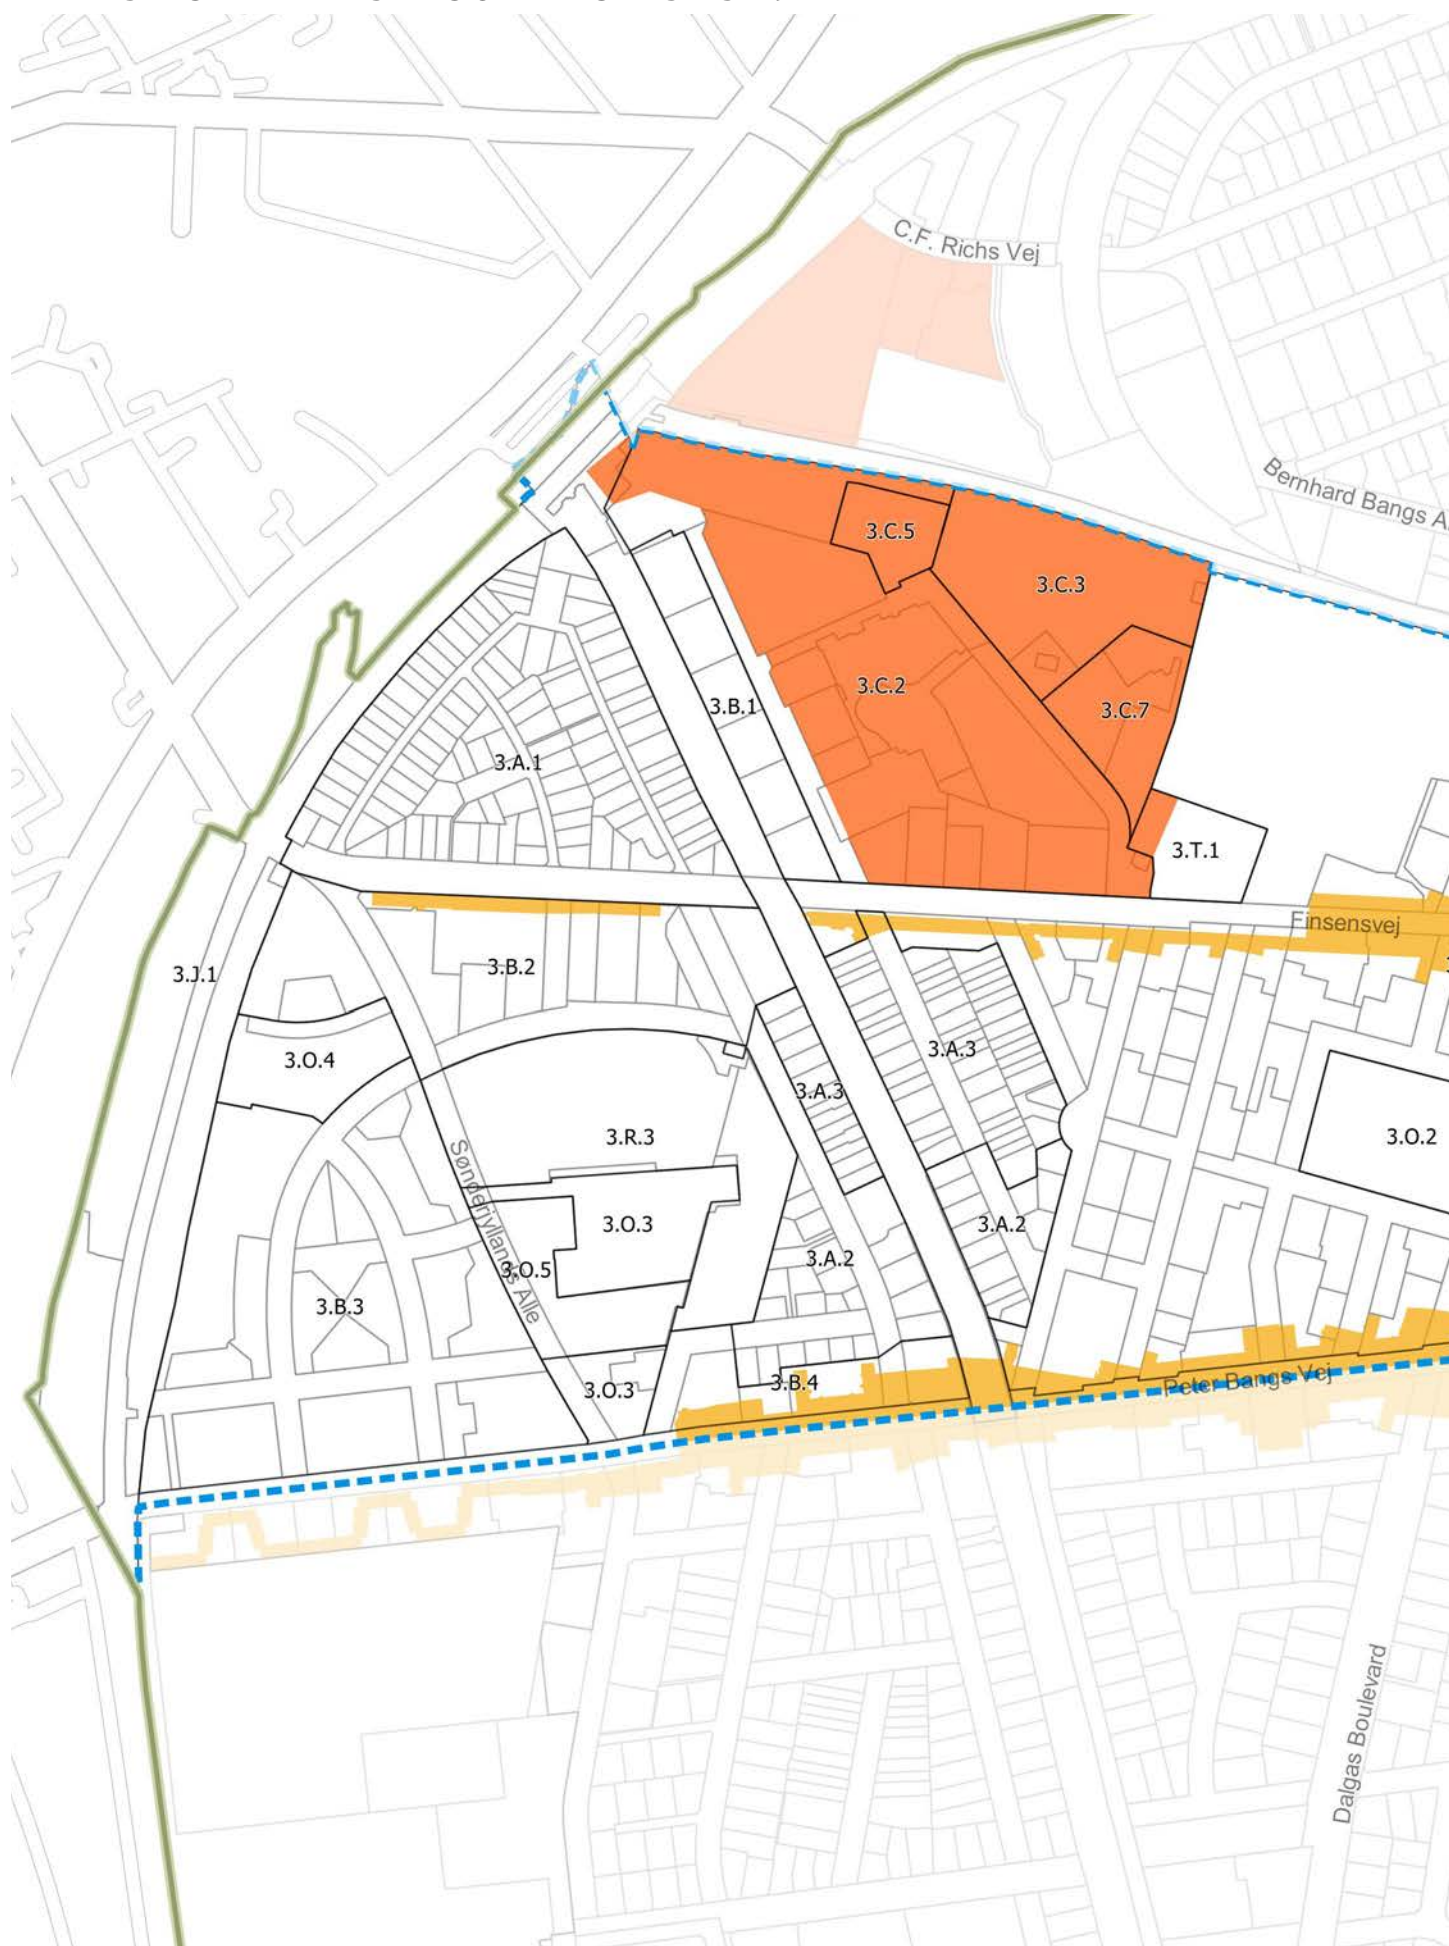 C.F. Richs Vej
Bernhard Bangs A
3.C.5
3.C.3
3.C.2
3.C.7
3.B.1
3.A.1
3.T.1
Finsensvej
3.B.2
3.J.1
3.O.4
3.A.3
3.A.3
3.R.3
3.O.2
Sønderjyllands Alle
3.O.3
3.A.2
3.A.2
3.O.5
3.B.3
3.O.3
3.B.4
Peter Bangs Vej
Dalgas Boulevard